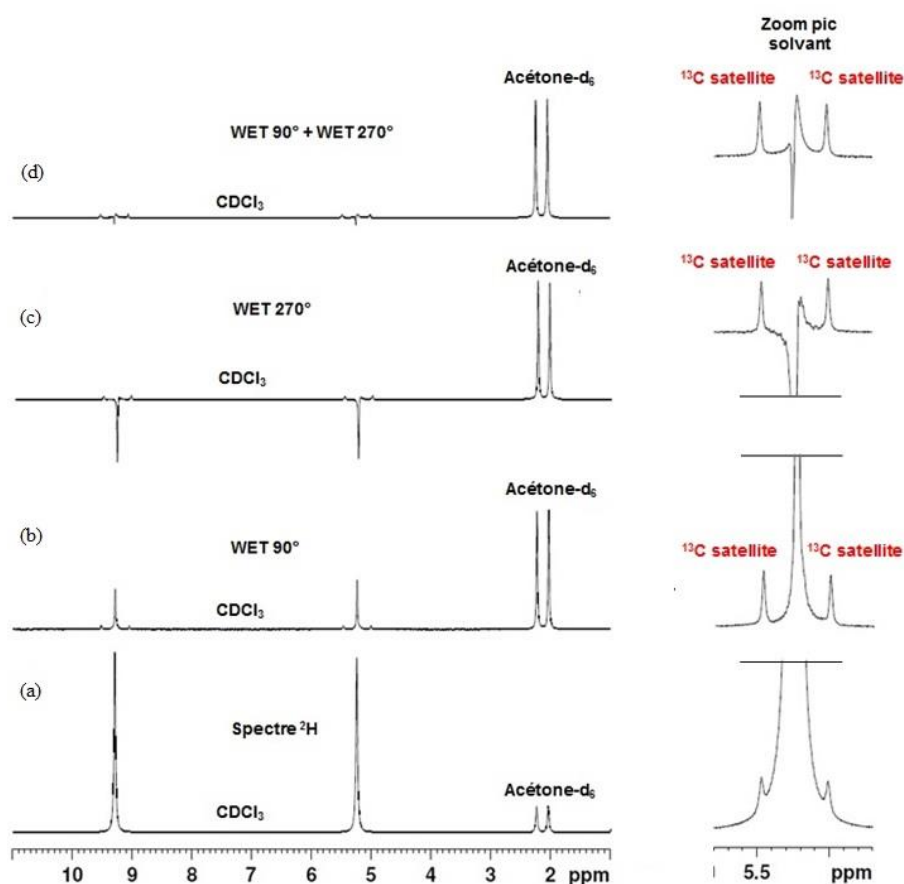 Zoom pic
solvant
Acétone-d₆
¹³C satellite ¹³C satellite
WET 90° + WET 270°
(d)
CDCl₃
Acétone-d₆
¹³C satellite ¹³C satellite
WET 270°
(c)
CDCl₃
Acétone-d₆
(b)
WET 90°
¹³C satellite ¹³C satellite
CDCl₃
(a)
Spectre ²H
Acétone-d₆
CDCl₃
10 9 8 7 6 5 4 3 2 ppm
5.5 ppm